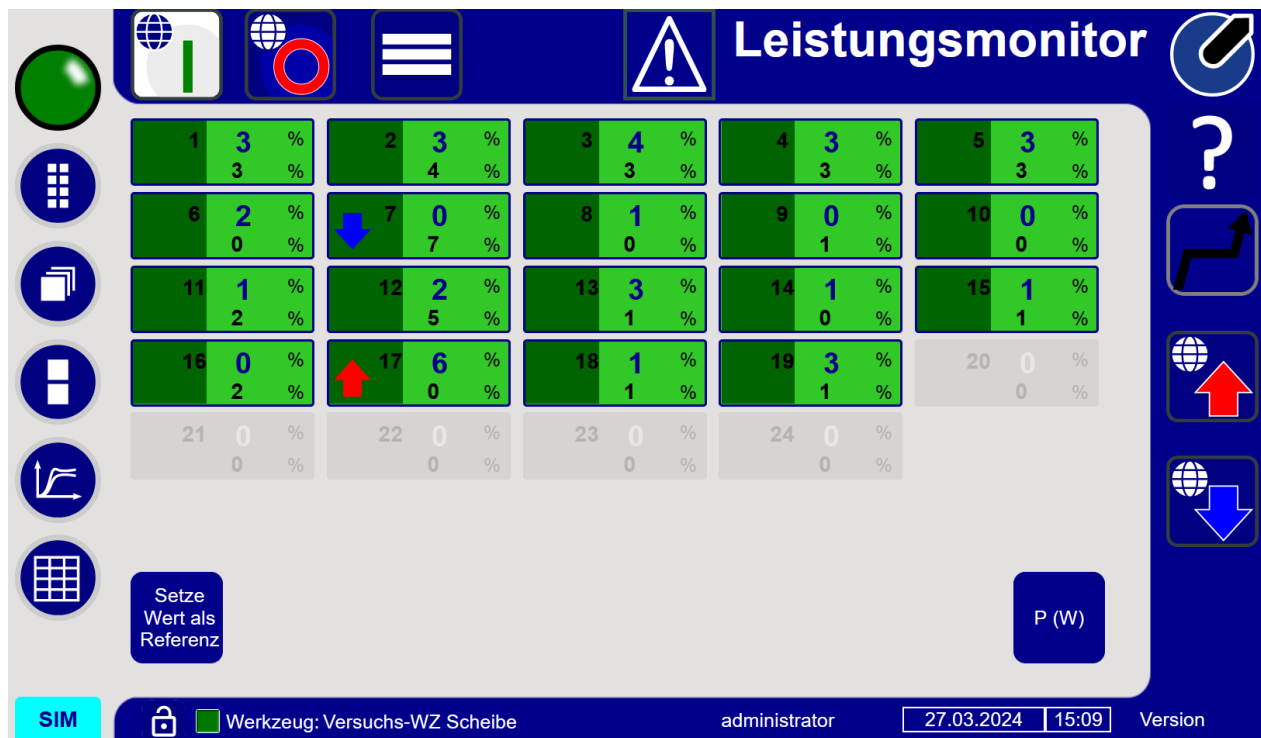 Leistungsmonitor
?
1 3 % 2 3 % 3 4 % 4 3 % 5 3 %
3 % 4 % 3 % 3 % 3 %
6 2 % 7 0 % 8 1 % 9 0 % 10 0 %
0 % 7 % 0 % 1 % 0 %
11 1 % 12 2 % 13 3 % 14 1 % 15 1 %
2 % 5 % 1 % 0 % 1 %
16 0 % 17 6 % 18 1 % 19 3 % 20 0 %
2 % 0 % 1 % 1 % 0 %
21 0 % 22 0 % 23 0 % 24 0 %
0 % 0 % 0 % 0 %
Setze
Wert als
Referenz
P (W)
SIM
Werkzeug: Versuchs-WZ Scheibe administrator 27.03.2024 15:09 Version